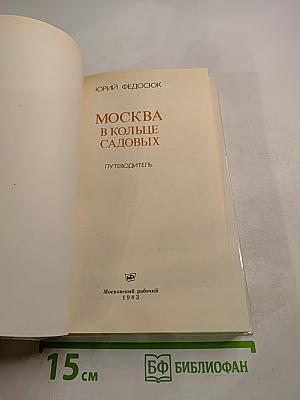 ЮРИЙ ФЕДОСЮК
МОСКВА
В КОЛЬЦЕ
САДОВЫХ
ПУТЕВОДИТЕЛЬ
Московский рабочий
1983
15 см
БФ БИБЛИОФАН